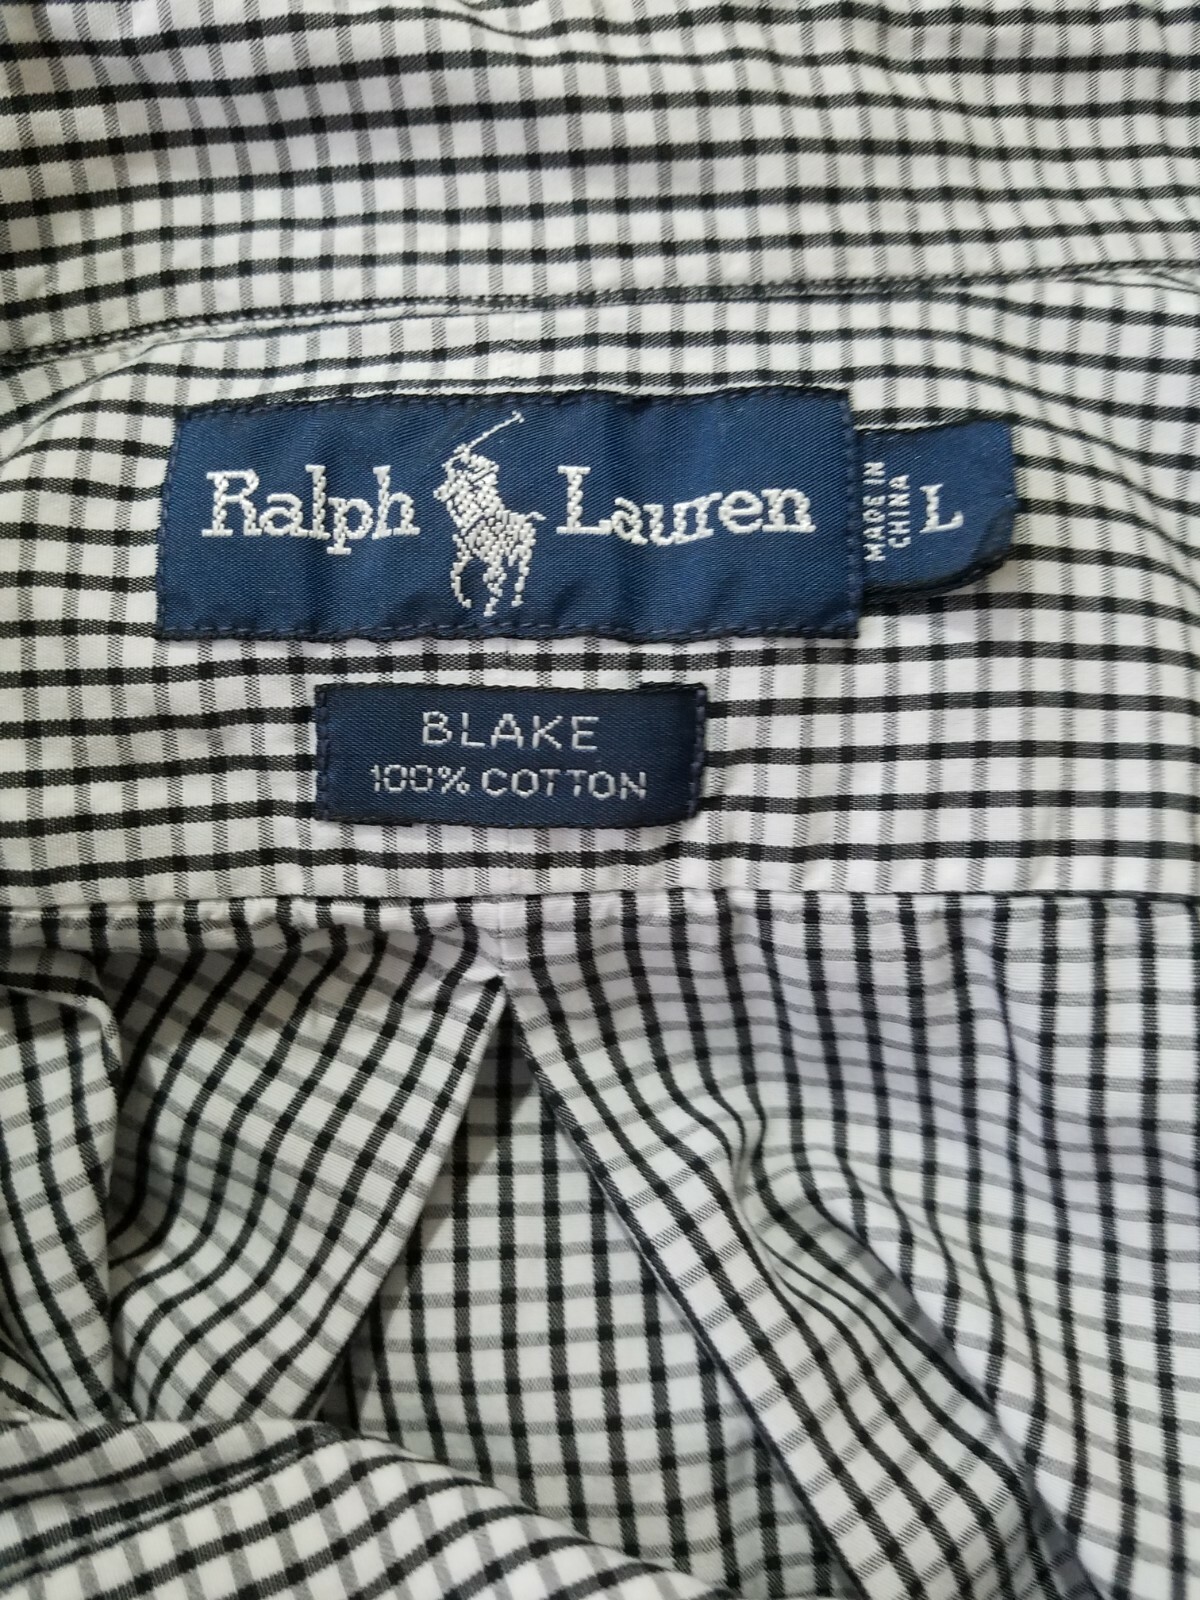 Ralph Lauren
MADE IN
CHINA
L
BLAKE
100% COTTON